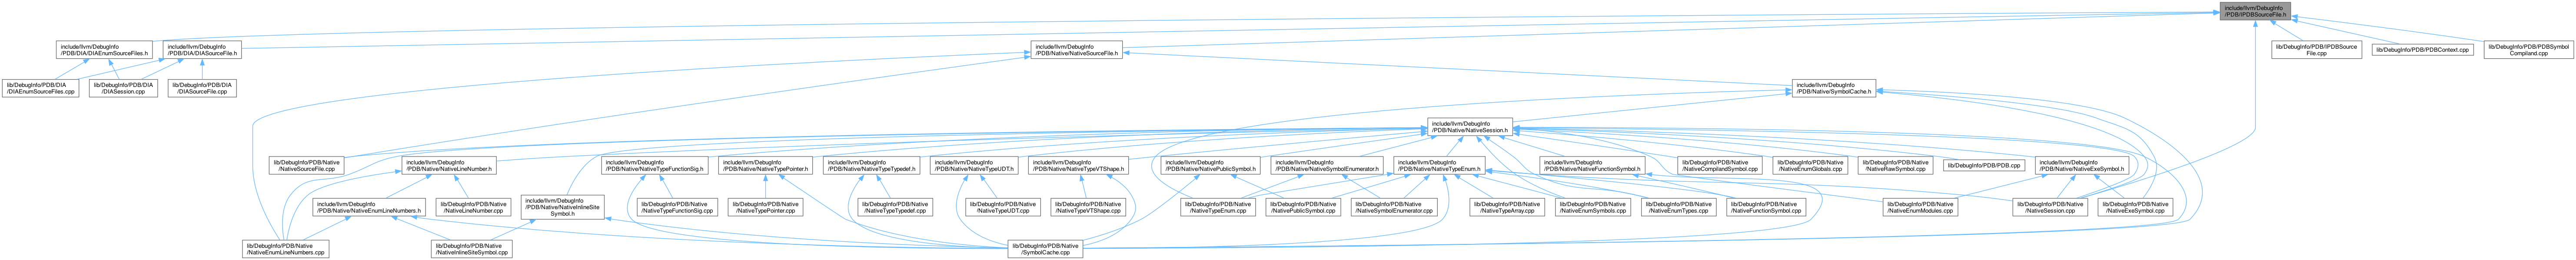 include/llvm/DebugInfo
/PDB/IPDBSourceFile.h
include/llvm/DebugInfo
/PDB/DIA/DIAEnumSourceFiles.h
include/llvm/DebugInfo
/PDB/DIA/DIASourceFile.h
include/llvm/DebugInfo
/PDB/Native/NativeSourceFile.h
lib/DebugInfo/PDB/IPDBSource
File.cpp
lib/DebugInfo/PDB/PDBContext.cpp
lib/DebugInfo/PDB/PDBSymbol
Compiland.cpp
lib/DebugInfo/PDB/DIA
/DIAEnumSourceFiles.cpp
lib/DebugInfo/PDB/DIA
/DIASession.cpp
lib/DebugInfo/PDB/DIA
/DIASourceFile.cpp
include/llvm/DebugInfo
/PDB/Native/SymbolCache.h
include/llvm/DebugInfo
/PDB/Native/NativeSession.h
lib/DebugInfo/PDB/Native
/NativeSourceFile.cpp
include/llvm/DebugInfo
/PDB/Native/NativeLineNumber.h
include/llvm/DebugInfo
/PDB/Native/NativeTypeFunctionSig.h
include/llvm/DebugInfo
/PDB/Native/NativeTypePointer.h
include/llvm/DebugInfo
/PDB/Native/NativeTypeTypedef.h
include/llvm/DebugInfo
/PDB/Native/NativeTypeUDT.h
include/llvm/DebugInfo
/PDB/Native/NativeTypeVTShape.h
include/llvm/DebugInfo
/PDB/Native/NativePublicSymbol.h
include/llvm/DebugInfo
/PDB/Native/NativeSymbolEnumerator.h
include/llvm/DebugInfo
/PDB/Native/NativeTypeEnum.h
include/llvm/DebugInfo
/PDB/Native/NativeFunctionSymbol.h
lib/DebugInfo/PDB/Native
/NativeCompilandSymbol.cpp
lib/DebugInfo/PDB/Native
/NativeEnumGlobals.cpp
lib/DebugInfo/PDB/Native
/NativeRawSymbol.cpp
lib/DebugInfo/PDB/PDB.cpp
include/llvm/DebugInfo
/PDB/Native/NativeExeSymbol.h
include/llvm/DebugInfo
/PDB/Native/NativeEnumLineNumbers.h
lib/DebugInfo/PDB/Native
/NativeLineNumber.cpp
include/llvm/DebugInfo
/PDB/Native/NativeInlineSite
Symbol.h
lib/DebugInfo/PDB/Native
/NativeTypeFunctionSig.cpp
lib/DebugInfo/PDB/Native
/NativeTypePointer.cpp
lib/DebugInfo/PDB/Native
/NativeTypeTypedef.cpp
lib/DebugInfo/PDB/Native
/NativeTypeUDT.cpp
lib/DebugInfo/PDB/Native
/NativeTypeVTShape.cpp
lib/DebugInfo/PDB/Native
/NativeTypeEnum.cpp
lib/DebugInfo/PDB/Native
/NativePublicSymbol.cpp
lib/DebugInfo/PDB/Native
/NativeSymbolEnumerator.cpp
lib/DebugInfo/PDB/Native
/NativeTypeArray.cpp
lib/DebugInfo/PDB/Native
/NativeEnumSymbols.cpp
lib/DebugInfo/PDB/Native
/NativeEnumTypes.cpp
lib/DebugInfo/PDB/Native
/NativeFunctionSymbol.cpp
lib/DebugInfo/PDB/Native
/NativeEnumModules.cpp
lib/DebugInfo/PDB/Native
/NativeSession.cpp
lib/DebugInfo/PDB/Native
/NativeExeSymbol.cpp
lib/DebugInfo/PDB/Native
/NativeEnumLineNumbers.cpp
lib/DebugInfo/PDB/Native
/NativeInlineSiteSymbol.cpp
lib/DebugInfo/PDB/Native
/SymbolCache.cpp